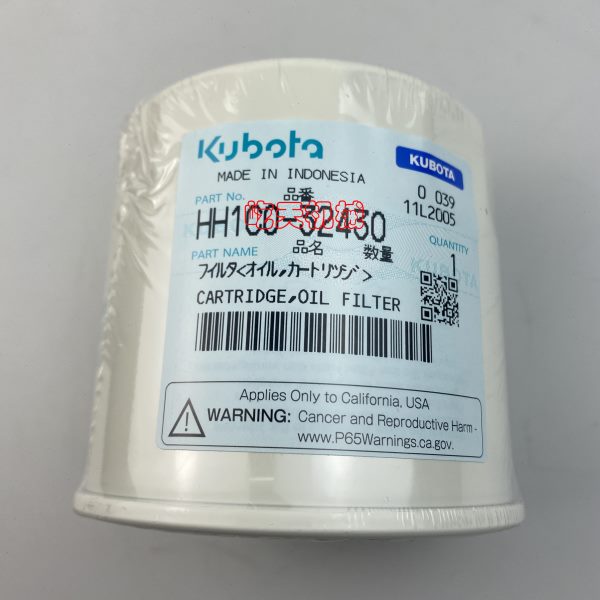 Kubota
KUBOTA
MADE IN INDONESIA
0 039
11L2005
PART No.
品番
HH1C0-32430
PART NAME
品名
数量
QUANTITY
1
フィルタ<オイル,カートリッジ>
CARTRIDGE,OIL FILTER
Applies Only to California, USA
WARNING: Cancer and Reproductive Harm -
www.P65Warnings.ca.gov.